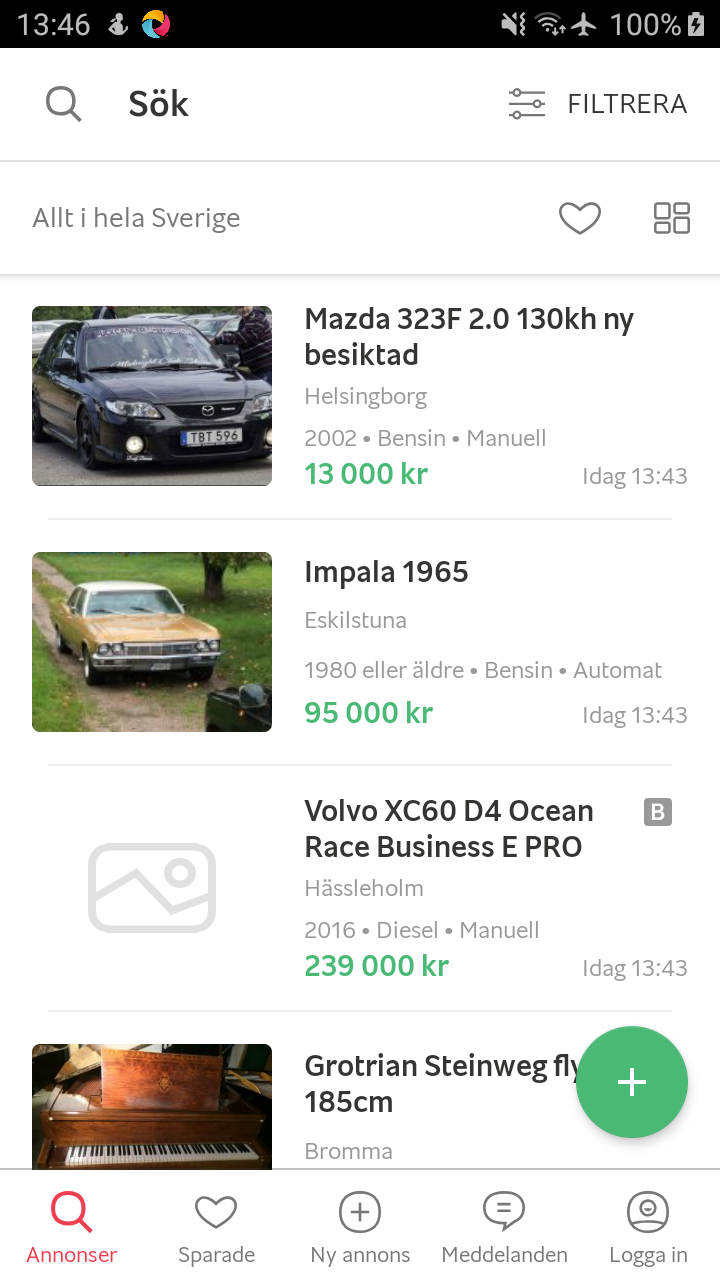 13:46
100%
Sök
FILTRERA
Allt i hela Sverige
Mazda 323F 2.0 130kh ny
besiktad
Helsingborg
2002 • Bensin • Manuell
13 000 kr
Idag 13:43
TBT 596
Impala 1965
Eskilstuna
1980 eller äldre • Bensin • Automat
95 000 kr
Idag 13:43
Volvo XC60 D4 Ocean
B
Race Business E PRO
Hässleholm
2016 • Diesel • Manuell
239 000 kr
Idag 13:43
Grotrian Steinweg fly
185cm
Bromma
Annonser
Sparade
Ny annons
Meddelanden
Logga in